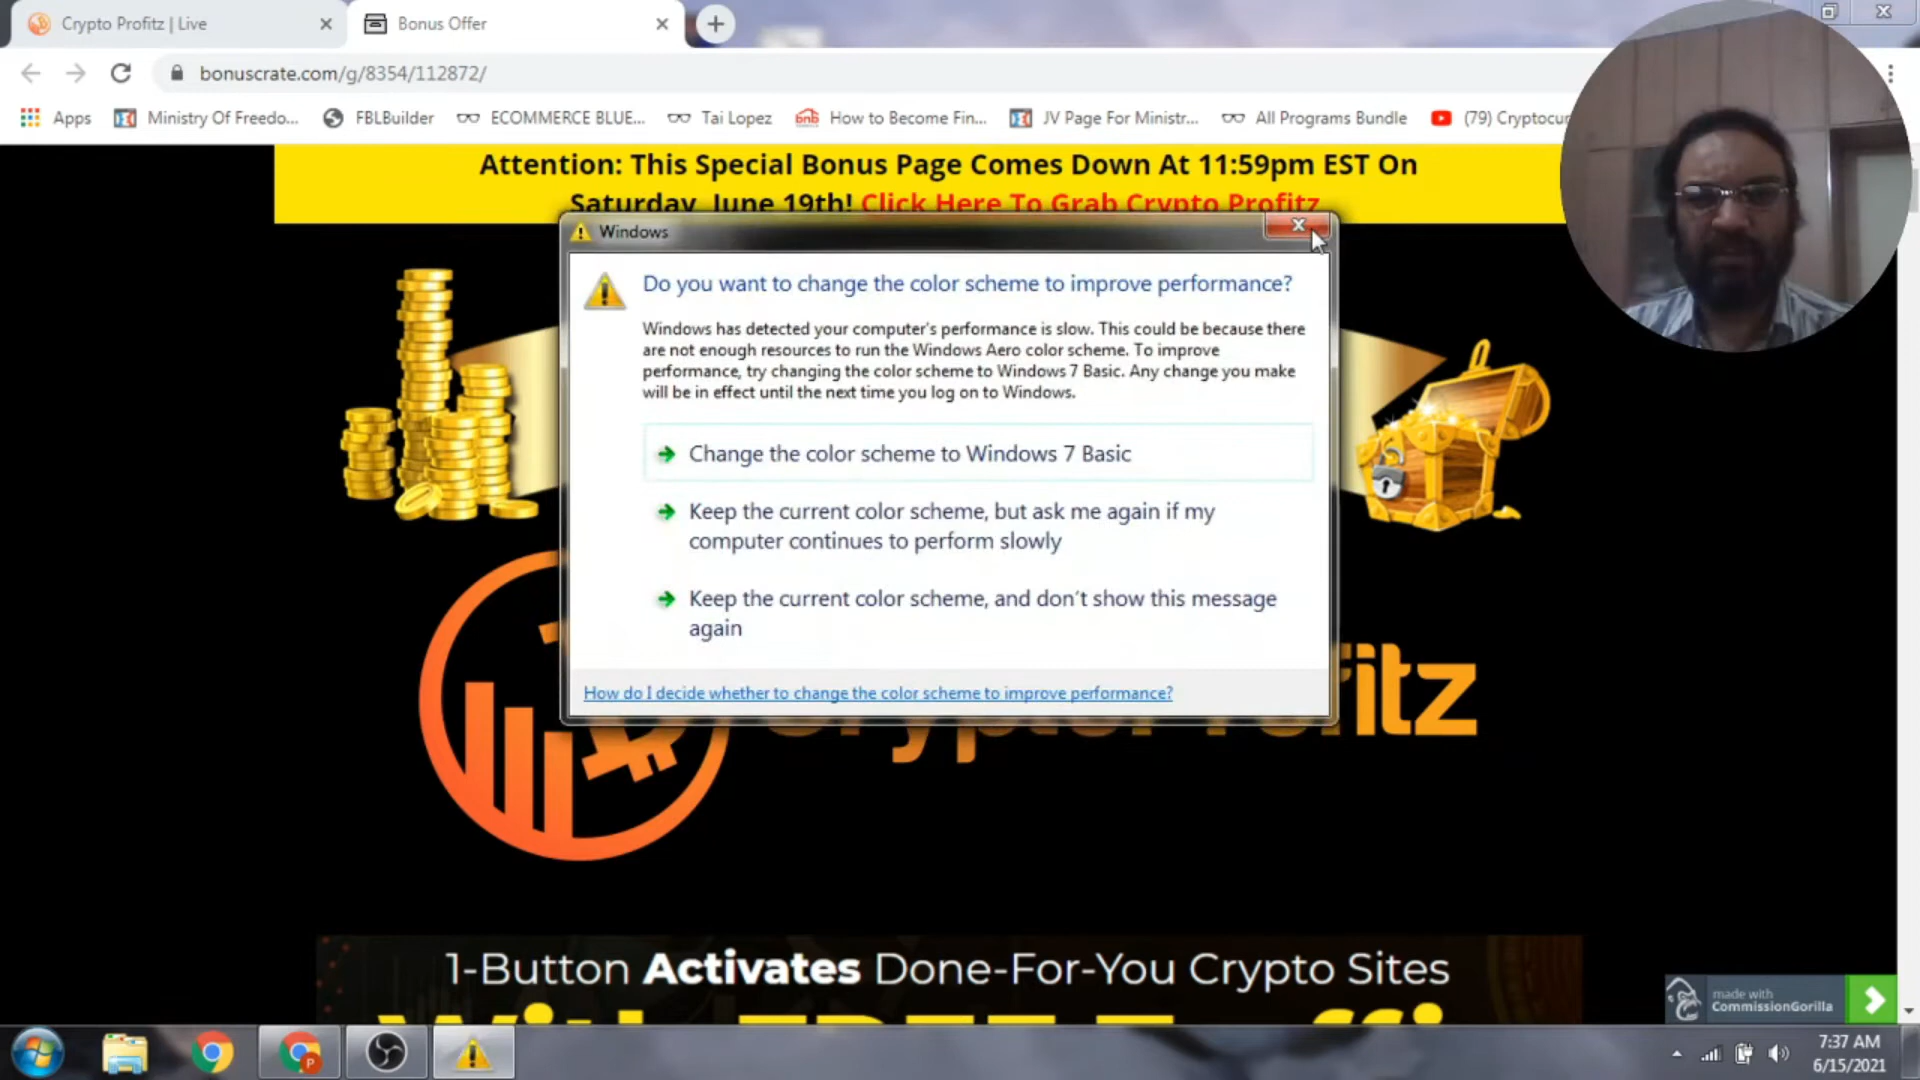 Crypto Profitz | Live
Bonus Offer
bonuscrate.com/g/8354/112872/
Apps
Ministry Of Freedo...
FBLBuilder
ECOMMERCE BLUE...
Tai Lopez
How to Become Fin...
JV Page For Ministr...
All Programs Bundle
(79) Cryptocur
Attention: This Special Bonus Page Comes Down At 11:59pm EST On
Saturday, June 19th! Click Here To Grab Crypto Profitz
Windows
Do you want to change the color scheme to improve performance?
Windows has detected your computer's performance is slow. This could be because there
are not enough resources to run the Windows Aero color scheme. To improve
performance, try changing the color scheme to Windows 7 Basic. Any change you make
will be in effect until the next time you log on to Windows.
Change the color scheme to Windows 7 Basic
Keep the current color scheme, but ask me again if my
computer continues to perform slowly
Keep the current color scheme, and don't show this message
again
How do I decide whether to change the color scheme to improve performance?
CryptoProfitz
1-Button Activates Done-For-You Crypto Sites
With FREE Traffi
made with
CommissionGorilla
7:37 AM
6/15/2021